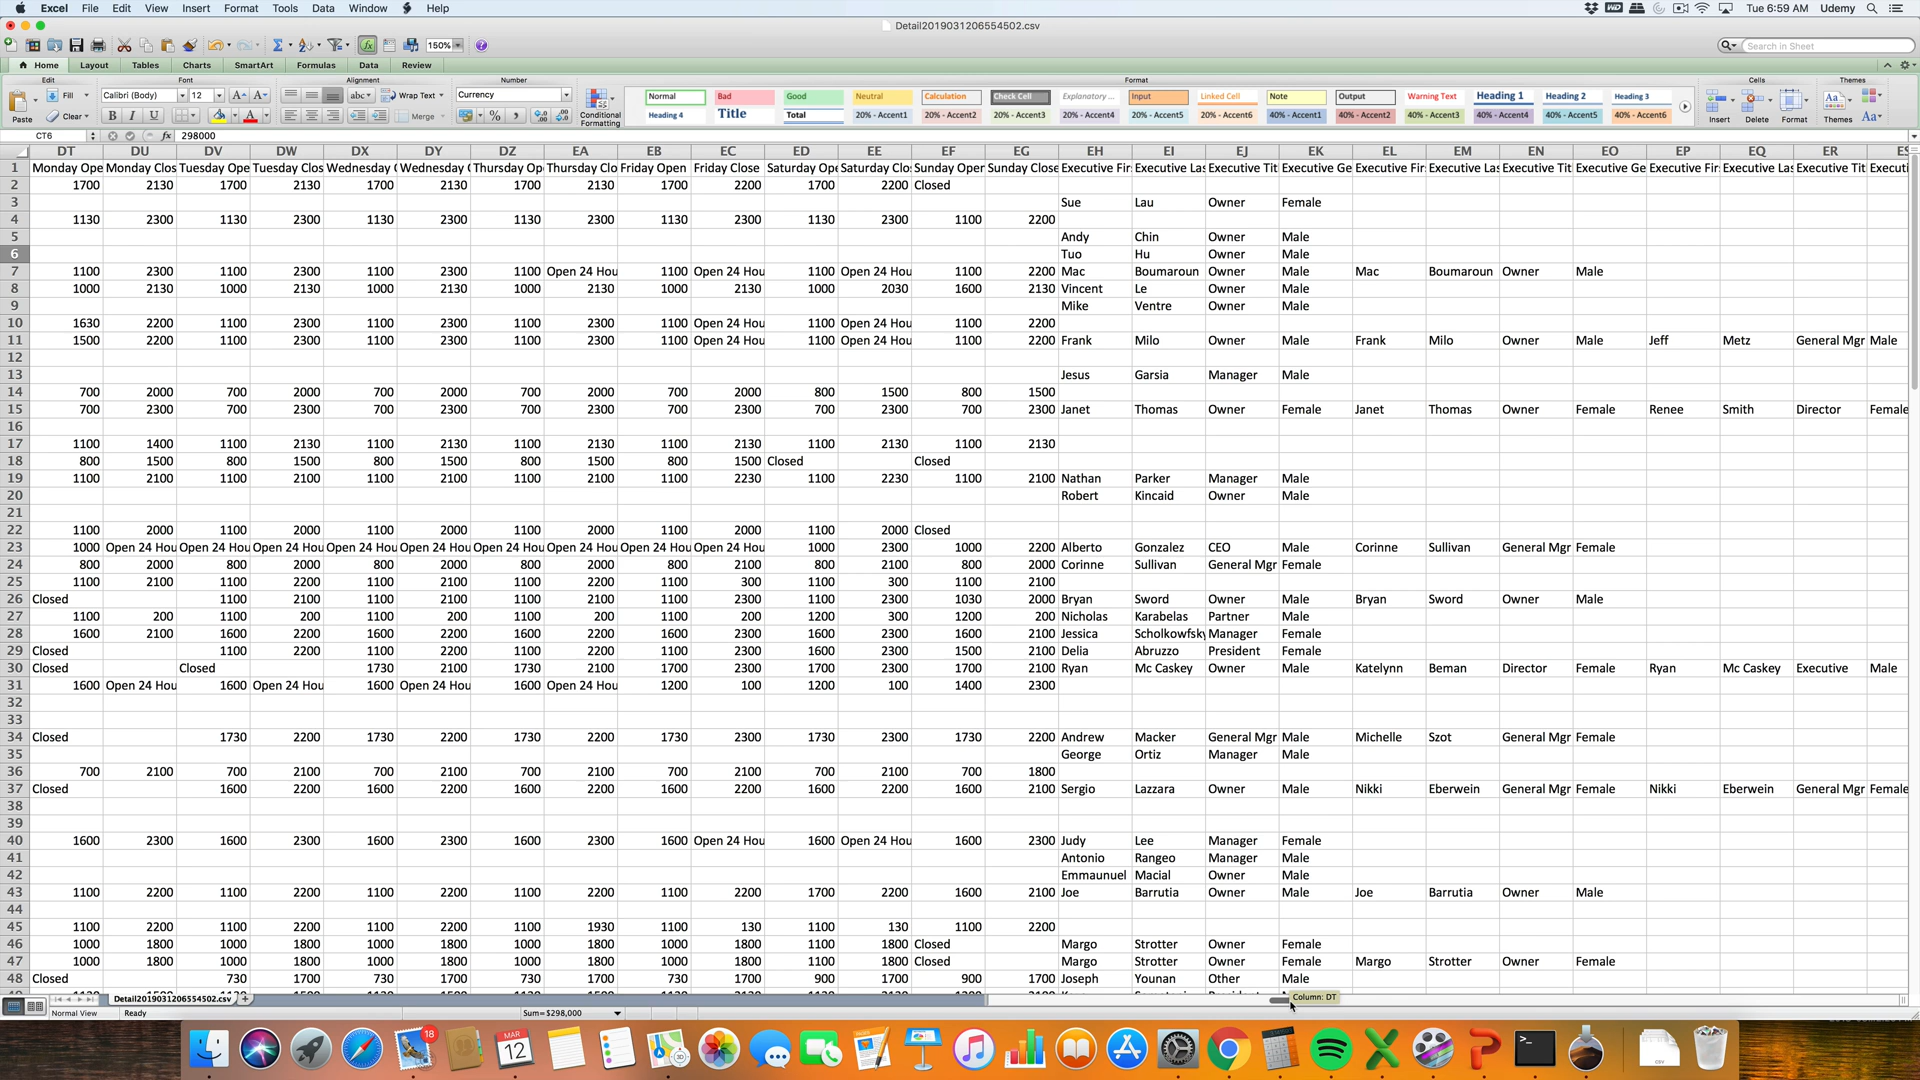 Excel File Edit View Insert Format Tools Data Window Help Tue 6:59 AM Udemy
Detail2019031206554502.csv
150% Search in Sheet
Home Layout Tables Charts SmartArt Formulas Data Review
Edit Font Alignment Number Format Cells Themes
Fill Calibri (Body) 12 abc Wrap Text Currency Normal Bad Good Neutral Calculation Check Cell Explanatory ... Input Linked Cell Note Output Warning Text Heading 1 Heading 2 Heading 3
Paste Clear B I U Merge Conditional Formatting Heading 4 Title Total 20% - Accent1 20% - Accent2 20% - Accent3 20% - Accent4 20% - Accent5 20% - Accent6 40% - Accent1 40% - Accent2 40% - Accent3 40% - Accent4 40% - Accent5 40% - Accent6 Insert Delete Format Themes Aa
CT6 fx 298000
DT DU DV DW DX DY DZ EA EB EC ED EE EF EG EH EI EJ EK EL EM EN EO EP EQ ER ES
1 Monday Ope Monday Clos Tuesday Ope Tuesday Clos Wednesday ( Wednesday ( Thursday Op Thursday Clo Friday Open Friday Close Saturday Ope Saturday Clo Sunday Open Sunday Close Executive Fir Executive Las Executive Tit Executive Ge Executive Fir Executive Las Executive Tit Executive Ge Executive Fir Executive Las Executive Tit Executi
2 1700 2130 1700 2130 1700 2130 1700 2130 1700 2200 1700 2200 Closed
3 Sue Lau Owner Female
4 1130 2300 1130 2300 1130 2300 1130 2300 1130 2300 1130 2300 1100 2200
5 Andy Chin Owner Male
6 Tuo Hu Owner Male
7 1100 2300 1100 2300 1100 2300 1100 Open 24 Hou 1100 Open 24 Hou 1100 Open 24 Hou 1100 2200 Mac Boumaroun Owner Male Mac Boumaroun Owner Male
8 1000 2130 1000 2130 1000 2130 1000 2130 1000 2130 1000 2030 1600 2130 Vincent Le Owner Male
9 Mike Ventre Owner Male
10 1630 2200 1100 2300 1100 2300 1100 2300 1100 Open 24 Hou 1100 Open 24 Hou 1100 2200
11 1500 2200 1100 2300 1100 2300 1100 2300 1100 Open 24 Hou 1100 Open 24 Hou 1100 2200 Frank Milo Owner Male Frank Milo Owner Male Jeff Metz General Mgr Male
12
13 Jesus Garsia Manager Male
14 700 2000 700 2000 700 2000 700 2000 700 2000 800 1500 800 1500
15 700 2300 700 2300 700 2300 700 2300 700 2300 700 2300 700 2300 Janet Thomas Owner Female Janet Thomas Owner Female Renee Smith Director Female
16
17 1100 1400 1100 2130 1100 2130 1100 2130 1100 2130 1100 2130 1100 2130
18 800 1500 800 1500 800 1500 800 1500 800 1500 Closed Closed
19 1100 2100 1100 2100 1100 2100 1100 2100 1100 2230 1100 2230 1100 2100 Nathan Parker Manager Male
20 Robert Kincaid Owner Male
21
22 1100 2000 1100 2000 1100 2000 1100 2000 1100 2000 1100 2000 Closed
23 1000 Open 24 Hou Open 24 Hou Open 24 Hou Open 24 Hou Open 24 Hou Open 24 Hou Open 24 Hou Open 24 Hou Open 24 Hou 1000 2300 1000 2200 Alberto Gonzalez CEO Male Corinne Sullivan General Mgr Female
24 800 2000 800 2000 800 2000 800 2000 800 2100 800 2100 800 2000 Corinne Sullivan General Mgr Female
25 1100 2100 1100 2200 1100 2200 1100 2200 1100 300 1100 300 1100 2100
26 Closed 1100 2100 1100 2100 1100 2100 1100 2300 1100 2300 1030 2000 Bryan Sword Owner Male Bryan Sword Owner Male
27 1100 200 1100 200 1100 200 1100 200 1100 200 1200 300 1200 200 Nicholas Karabelas Partner Male
28 1600 2100 1600 2200 1600 2200 1600 2200 1600 2300 1600 2300 1600 2100 Jessica Scholkowfsky Manager Female
29 Closed 1100 2200 1100 2200 1100 2200 1100 2300 1600 2300 1500 2100 Delia Abruzzo President Female
30 Closed Closed 1730 2100 1730 2100 1700 2300 1700 2300 1700 2100 Ryan Mc Caskey Owner Male Katelynn Beman Director Female Ryan Mc Caskey Executive Male
31 1600 Open 24 Hou 1600 Open 24 Hou 1600 Open 24 Hou 1600 Open 24 Hou 1200 100 1200 100 1400 2300
32
33
34 Closed 1730 2200 1730 2200 1730 2200 1730 2300 1730 2300 1730 2200 Andrew Macker General Mgr Male Michelle Szot General Mgr Female
35 George Ortiz Manager Male
36 700 2100 700 2100 700 2100 700 2100 700 2100 700 2100 700 1800
37 Closed 1600 2200 1600 2200 1600 2200 1600 2200 1600 2200 1600 2100 Sergio Lazzara Owner Male Nikki Eberwein General Mgr Female Nikki Eberwein General Mgr Female
38
39
40 1600 2300 1600 2300 1600 2300 1600 2300 1600 Open 24 Hou 1600 Open 24 Hou 1600 2300 Judy Lee Manager Female
41 Antonio Rangeo Manager Male
42 Emmaunuel Macial Owner Male
43 1100 2200 1100 2200 1100 2200 1100 2200 1100 2200 1700 2200 1600 2100 Joe Barrutia Owner Male Joe Barrutia Owner Male
44
45 1100 2200 1100 2200 1100 2200 1100 1930 1100 130 1100 130 1100 2200
46 1000 1800 1000 1800 1000 1800 1000 1800 1000 1800 1100 1800 Closed Margo Strotter Owner Female
47 1000 1800 1000 1800 1000 1800 1000 1800 1000 1800 1100 1800 Closed Margo Strotter Owner Female Margo Strotter Owner Female
48 Closed 730 1700 730 1700 730 1700 730 1700 900 1700 900 1700 Joseph Younan Other Male
Detail2019031206554502.csv Column: DT
Normal View Ready Sum=$298,000
18 MAR 12 3D CSV